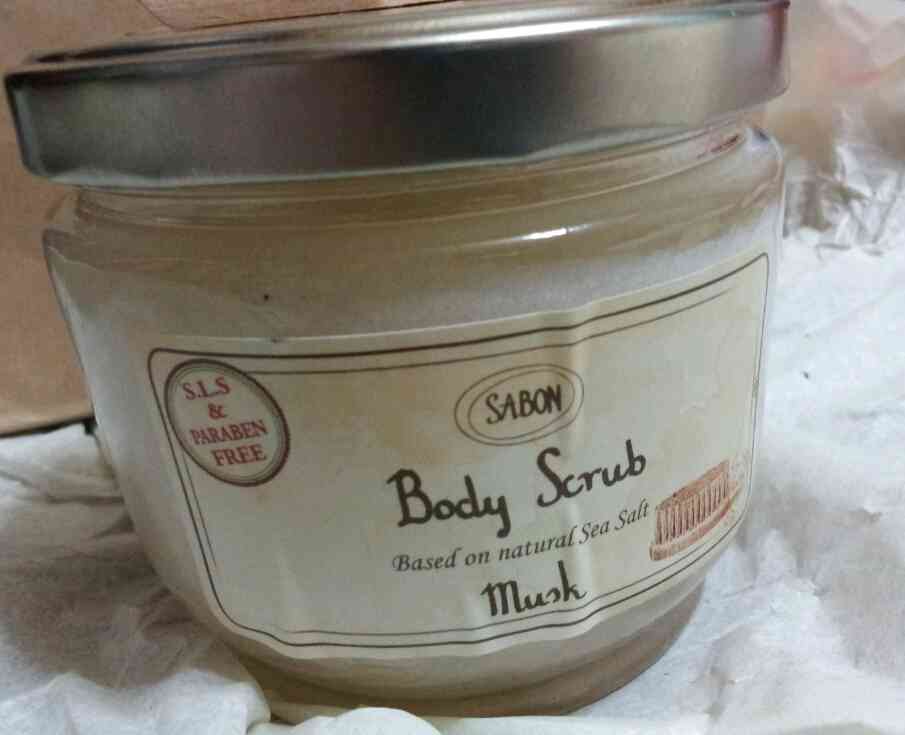 S.L.S
&
PARABEN
FREE
SABON
Body Scrub
Based on natural Sea Salt
Musk